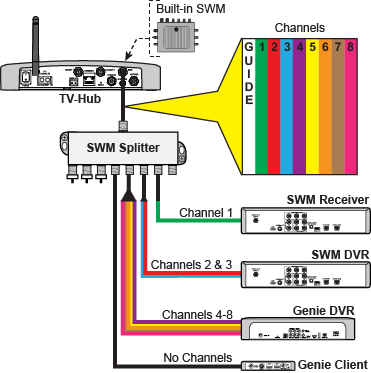 Built-in SWM
Channels
GUIDE 1 2 3 4 5 6 7 8
TV-Hub
SWM Splitter
SWM Receiver
Channel 1
SWM DVR
Channels 2 & 3
Genie DVR
Channels 4-8
No Channels
Genie Client